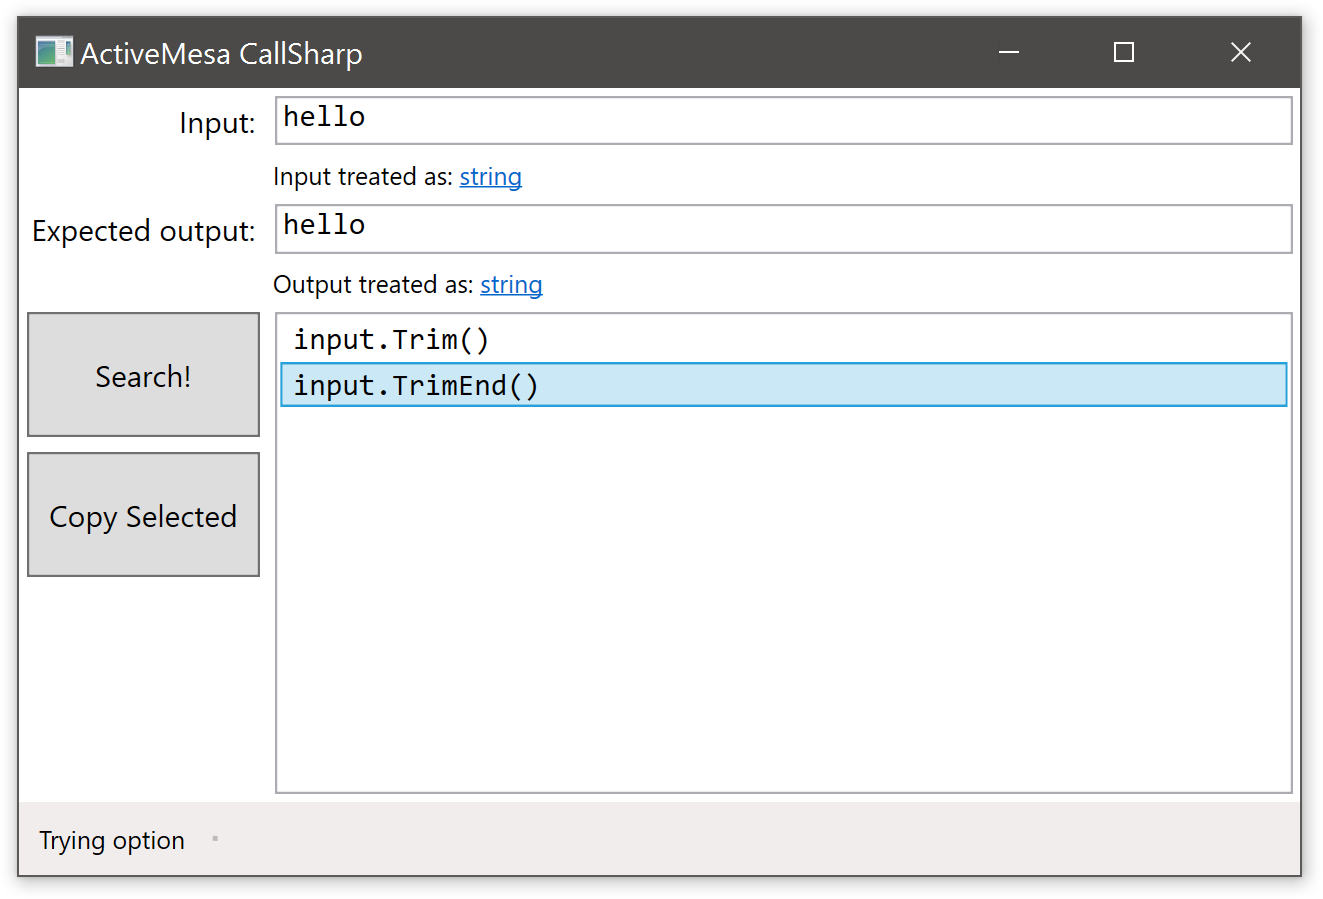 ActiveMesa CallSharp
Input:
hello
Input treated as: string
Expected output:
hello
Output treated as: string
Search!
Copy Selected
input.Trim()
input.TrimEnd()
Trying option